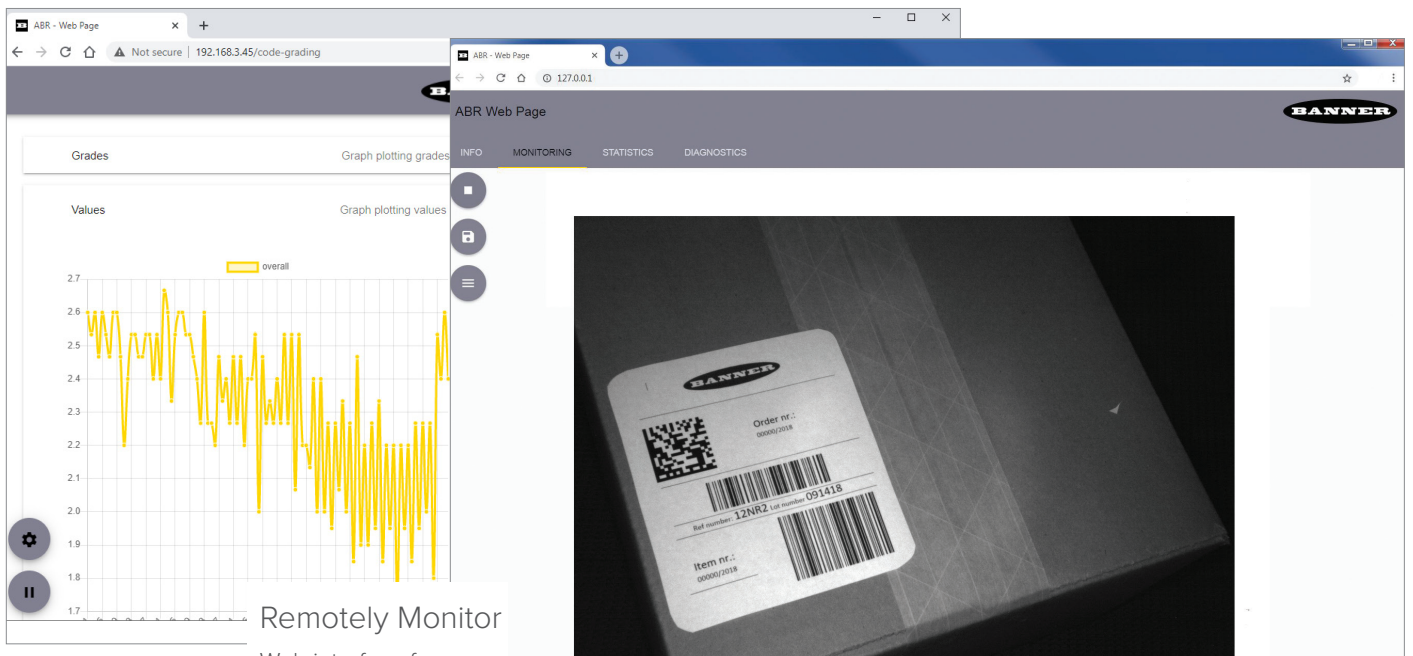 ABR - Web Page
Not secure 192.168.3.45/code-grading
Grades Graph plotting grades
Values Graph plotting values
overall
2.7
2.6
2.5
2.4
2.3
2.2
2.1
2.0
1.9
1.8
1.7
ABR - Web Page
127.0.0.1
ABR Web Page
BANNER
INFO MONITORING STATISTICS DIAGNOSTICS
BANNER
Order nr.:
00000/2018
Ref number: 12NR2 Lot number 091418
Item nr.:
00000/2018
Remotely Monitor